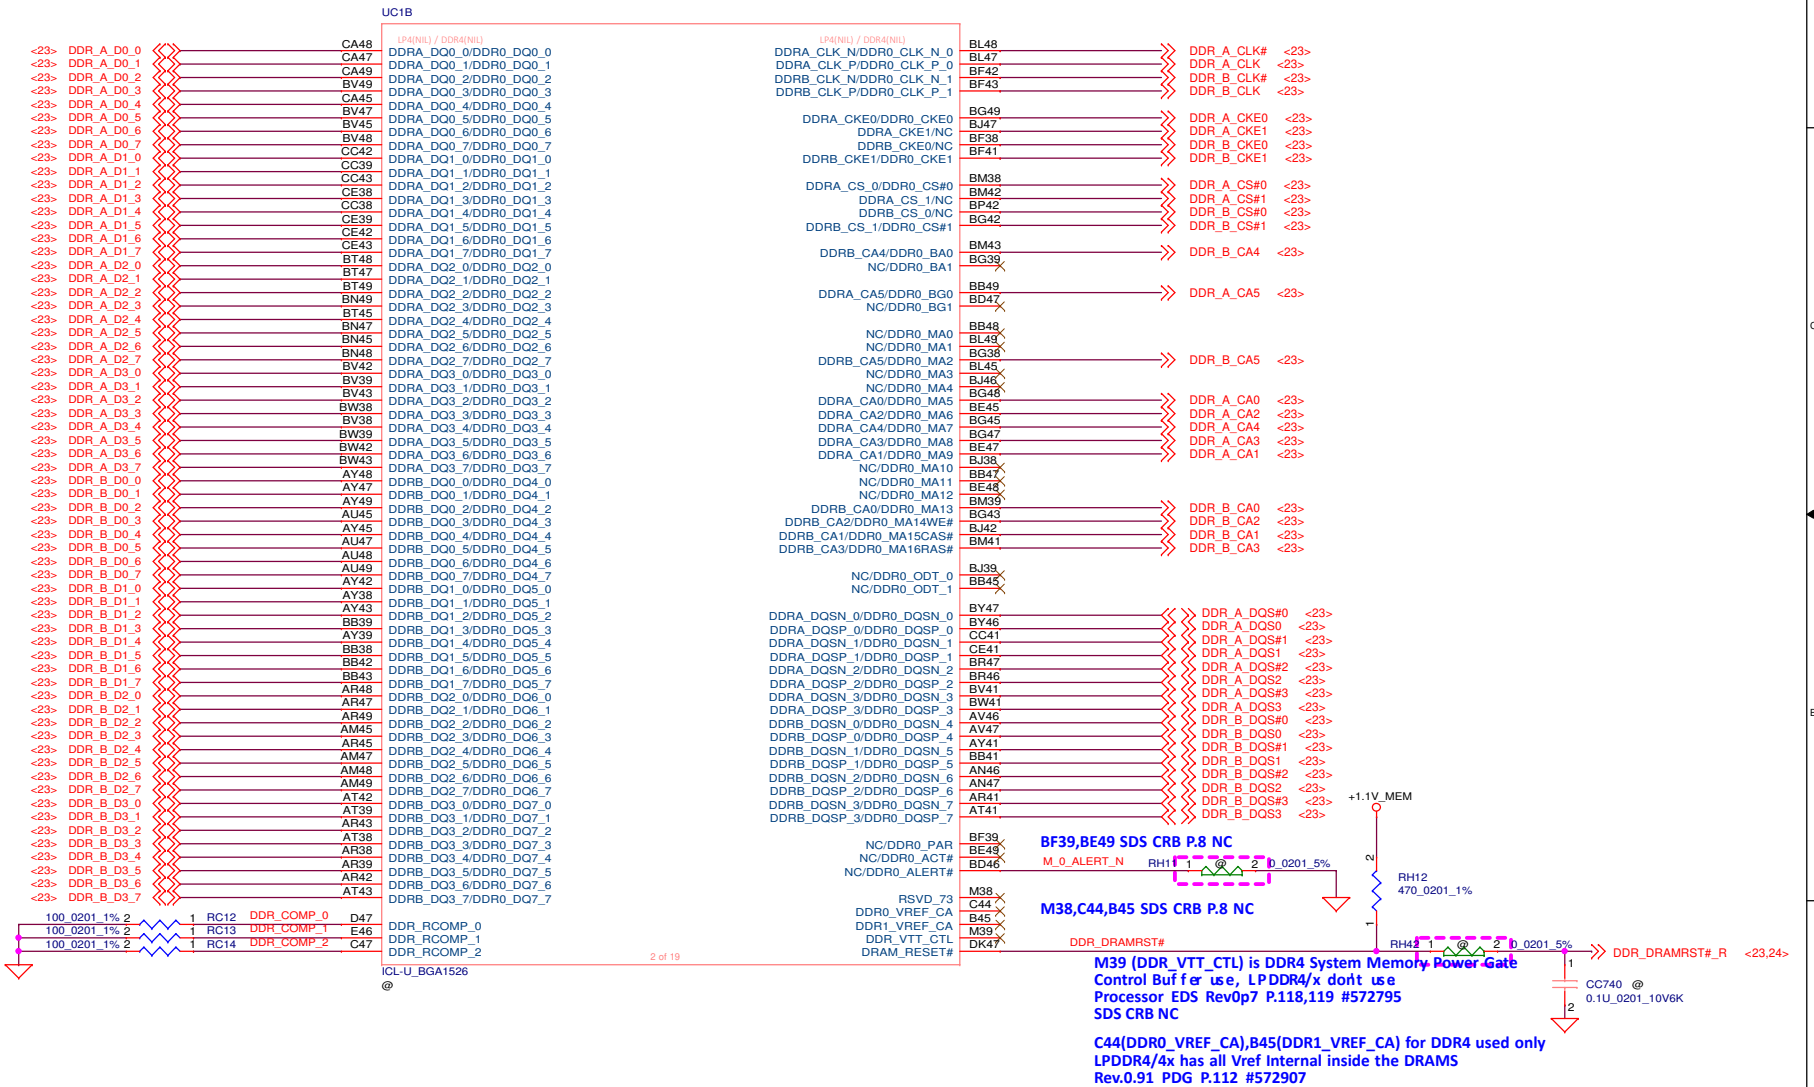 UC1B
LP4(NIL) / DDR4(NIL) LP4(NIL) / DDR4(NIL)
<23> DDR_A_D0_0 CA48 DDRA_DQ0_0/DDR0_DQ0_0
<23> DDR_A_D0_1 CA47 DDRA_DQ0_1/DDR0_DQ0_1
<23> DDR_A_D0_2 CA49 DDRA_DQ0_2/DDR0_DQ0_2
<23> DDR_A_D0_3 BV49 DDRA_DQ0_3/DDR0_DQ0_3
<23> DDR_A_D0_4 CA45 DDRA_DQ0_4/DDR0_DQ0_4
<23> DDR_A_D0_5 BV47 DDRA_DQ0_5/DDR0_DQ0_5
<23> DDR_A_D0_6 BV45 DDRA_DQ0_6/DDR0_DQ0_6
<23> DDR_A_D0_7 BV48 DDRA_DQ0_7/DDR0_DQ0_7
<23> DDR_A_D1_0 CC42 DDRA_DQ1_0/DDR0_DQ1_0
<23> DDR_A_D1_1 CC39 DDRA_DQ1_1/DDR0_DQ1_1
<23> DDR_A_D1_2 CC43 DDRA_DQ1_2/DDR0_DQ1_2
<23> DDR_A_D1_3 CE38 DDRA_DQ1_3/DDR0_DQ1_3
<23> DDR_A_D1_4 CC38 DDRA_DQ1_4/DDR0_DQ1_4
<23> DDR_A_D1_5 CE39 DDRA_DQ1_5/DDR0_DQ1_5
<23> DDR_A_D1_6 CE42 DDRA_DQ1_6/DDR0_DQ1_6
<23> DDR_A_D1_7 CE43 DDRA_DQ1_7/DDR0_DQ1_7
<23> DDR_A_D2_0 BT48 DDRA_DQ2_0/DDR0_DQ2_0
<23> DDR_A_D2_1 BT47 DDRA_DQ2_1/DDR0_DQ2_1
<23> DDR_A_D2_2 BT49 DDRA_DQ2_2/DDR0_DQ2_2
<23> DDR_A_D2_3 BN49 DDRA_DQ2_3/DDR0_DQ2_3
<23> DDR_A_D2_4 BT45 DDRA_DQ2_4/DDR0_DQ2_4
<23> DDR_A_D2_5 BN47 DDRA_DQ2_5/DDR0_DQ2_5
<23> DDR_A_D2_6 BN45 DDRA_DQ2_6/DDR0_DQ2_6
<23> DDR_A_D2_7 BN48 DDRA_DQ2_7/DDR0_DQ2_7
<23> DDR_A_D3_0 BV42 DDRA_DQ3_0/DDR0_DQ3_0
<23> DDR_A_D3_1 BV39 DDRA_DQ3_1/DDR0_DQ3_1
<23> DDR_A_D3_2 BV43 DDRA_DQ3_2/DDR0_DQ3_2
<23> DDR_A_D3_3 BW38 DDRA_DQ3_3/DDR0_DQ3_3
<23> DDR_A_D3_4 BV38 DDRA_DQ3_4/DDR0_DQ3_4
<23> DDR_A_D3_5 BW39 DDRA_DQ3_5/DDR0_DQ3_5
<23> DDR_A_D3_6 BW42 DDRA_DQ3_6/DDR0_DQ3_6
<23> DDR_A_D3_7 BW43 DDRA_DQ3_7/DDR0_DQ3_7
<23> DDR_B_D0_0 AY48 DDRB_DQ0_0/DDR0_DQ4_0
<23> DDR_B_D0_1 AY47 DDRB_DQ0_1/DDR0_DQ4_1
<23> DDR_B_D0_2 AY49 DDRB_DQ0_2/DDR0_DQ4_2
<23> DDR_B_D0_3 AU45 DDRB_DQ0_3/DDR0_DQ4_3
<23> DDR_B_D0_4 AY45 DDRB_DQ0_4/DDR0_DQ4_4
<23> DDR_B_D0_5 AU47 DDRB_DQ0_5/DDR0_DQ4_5
<23> DDR_B_D0_6 AU48 DDRB_DQ0_6/DDR0_DQ4_6
<23> DDR_B_D0_7 AU49 DDRB_DQ0_7/DDR0_DQ4_7
<23> DDR_B_D1_0 AY42 DDRB_DQ1_0/DDR0_DQ5_0
<23> DDR_B_D1_1 AY38 DDRB_DQ1_1/DDR0_DQ5_1
<23> DDR_B_D1_2 AY43 DDRB_DQ1_2/DDR0_DQ5_2
<23> DDR_B_D1_3 BB39 DDRB_DQ1_3/DDR0_DQ5_3
<23> DDR_B_D1_4 AY39 DDRB_DQ1_4/DDR0_DQ5_4
<23> DDR_B_D1_5 BB38 DDRB_DQ1_5/DDR0_DQ5_5
<23> DDR_B_D1_6 BB42 DDRB_DQ1_6/DDR0_DQ5_6
<23> DDR_B_D1_7 BB43 DDRB_DQ1_7/DDR0_DQ5_7
<23> DDR_B_D2_0 AR48 DDRB_DQ2_0/DDR0_DQ6_0
<23> DDR_B_D2_1 AR47 DDRB_DQ2_1/DDR0_DQ6_1
<23> DDR_B_D2_2 AR49 DDRB_DQ2_2/DDR0_DQ6_2
<23> DDR_B_D2_3 AM45 DDRB_DQ2_3/DDR0_DQ6_3
<23> DDR_B_D2_4 AR45 DDRB_DQ2_4/DDR0_DQ6_4
<23> DDR_B_D2_5 AM47 DDRB_DQ2_5/DDR0_DQ6_5
<23> DDR_B_D2_6 AM48 DDRB_DQ2_6/DDR0_DQ6_6
<23> DDR_B_D2_7 AM49 DDRB_DQ2_7/DDR0_DQ6_7
<23> DDR_B_D3_0 AT42 DDRB_DQ3_0/DDR0_DQ7_0
<23> DDR_B_D3_1 AT39 DDRB_DQ3_1/DDR0_DQ7_1
<23> DDR_B_D3_2 AR43 DDRB_DQ3_2/DDR0_DQ7_2
<23> DDR_B_D3_3 AT38 DDRB_DQ3_3/DDR0_DQ7_3
<23> DDR_B_D3_4 AR38 DDRB_DQ3_4/DDR0_DQ7_4
<23> DDR_B_D3_5 AR39 DDRB_DQ3_5/DDR0_DQ7_5
<23> DDR_B_D3_6 AR42 DDRB_DQ3_6/DDR0_DQ7_6
<23> DDR_B_D3_7 AT43 DDRB_DQ3_7/DDR0_DQ7_7
100_0201_1% 2 1 RC12 DDR_COMP_0 D47 DDR_RCOMP_0
100_0201_1% 2 1 RC13 DDR_COMP_1 E46 DDR_RCOMP_1
100_0201_1% 2 1 RC14 DDR_COMP_2 C47 DDR_RCOMP_2
DDRA_CLK_N/DDR0_CLK_N_0 BL48 DDR_A_CLK# <23>
DDRA_CLK_P/DDR0_CLK_P_0 BL47 DDR_A_CLK <23>
DDRB_CLK_N/DDR0_CLK_N_1 BF42 DDR_B_CLK# <23>
DDRB_CLK_P/DDR0_CLK_P_1 BF43 DDR_B_CLK <23>
DDRA_CKE0/DDR0_CKE0 BG49 DDR_A_CKE0 <23>
DDRA_CKE1/NC BJ47 DDR_A_CKE1 <23>
DDRB_CKE0/NC BF38 DDR_B_CKE0 <23>
DDRB_CKE1/DDR0_CKE1 BF41 DDR_B_CKE1 <23>
DDRA_CS_0/DDR0_CS#0 BM38 DDR_A_CS#0 <23>
DDRA_CS_1/NC BM42 DDR_A_CS#1 <23>
DDRB_CS_0/NC BP42 DDR_B_CS#0 <23>
DDRB_CS_1/DDR0_CS#1 BG42 DDR_B_CS#1 <23>
DDRB_CA4/DDR0_BA0 BM43 DDR_B_CA4 <23>
NC/DDR0_BA1 BG39
DDRA_CA5/DDR0_BG0 BB49 DDR_A_CA5 <23>
NC/DDR0_BG1 BD47
NC/DDR0_MA0 BB48
NC/DDR0_MA1 BL49
DDRB_CA5/DDR0_MA2 BG38 DDR_B_CA5 <23>
NC/DDR0_MA3 BL45
NC/DDR0_MA4 BJ46
DDRA_CA0/DDR0_MA5 BG48 DDR_A_CA0 <23>
DDRA_CA2/DDR0_MA6 BE45 DDR_A_CA2 <23>
DDRA_CA4/DDR0_MA7 BG45 DDR_A_CA4 <23>
DDRA_CA3/DDR0_MA8 BG47 DDR_A_CA3 <23>
DDRA_CA1/DDR0_MA9 BE47 DDR_A_CA1 <23>
NC/DDR0_MA10 BJ38
NC/DDR0_MA11 BB47
NC/DDR0_MA12 BE48
DDRB_CA0/DDR0_MA13 BM39 DDR_B_CA0 <23>
DDRB_CA2/DDR0_MA14WE# BG43 DDR_B_CA2 <23>
DDRB_CA1/DDR0_MA15CAS# BJ42 DDR_B_CA1 <23>
DDRB_CA3/DDR0_MA16RAS# BM41 DDR_B_CA3 <23>
NC/DDR0_ODT_0 BJ39
NC/DDR0_ODT_1 BB45
DDRA_DQSN_0/DDR0_DQSN_0 BY47 DDR_A_DQS#0 <23>
DDRA_DQSP_0/DDR0_DQSP_0 BY46 DDR_A_DQS0 <23>
DDRA_DQSN_1/DDR0_DQSN_1 CC41 DDR_A_DQS#1 <23>
DDRA_DQSP_1/DDR0_DQSP_1 CE41 DDR_A_DQS1 <23>
DDRA_DQSN_2/DDR0_DQSN_2 BR47 DDR_A_DQS#2 <23>
DDRA_DQSP_2/DDR0_DQSP_2 BR46 DDR_A_DQS2 <23>
DDRA_DQSN_3/DDR0_DQSN_3 BV41 DDR_A_DQS#3 <23>
DDRA_DQSP_3/DDR0_DQSP_3 BW41 DDR_A_DQS3 <23>
DDRB_DQSN_0/DDR0_DQSN_4 AV46 DDR_B_DQS#0 <23>
DDRB_DQSP_0/DDR0_DQSP_4 AV47 DDR_B_DQS0 <23>
DDRB_DQSN_1/DDR0_DQSN_5 AY41 DDR_B_DQS#1 <23>
DDRB_DQSP_1/DDR0_DQSP_5 BB41 DDR_B_DQS1 <23>
DDRB_DQSN_2/DDR0_DQSN_6 AN46 DDR_B_DQS#2 <23>
DDRB_DQSP_2/DDR0_DQSP_6 AN47 DDR_B_DQS2 <23>
DDRB_DQSN_3/DDR0_DQSN_7 AR41 DDR_B_DQS#3 <23>
DDRB_DQSP_3/DDR0_DQSP_7 AT41 DDR_B_DQS3 <23>
+1.1V_MEM
NC/DDR0_PAR BF39
BF39,BE49 SDS CRB P.8 NC
NC/DDR0_ACT# BE49
NC/DDR0_ALERT# BD46 M_0_ALERT_N RH11 1 @ 2 0_0201_5%
2 RH12
470_0201_1%
1
RSVD_73 M38
DDR0_VREF_CA C44
M38,C44,B45 SDS CRB P.8 NC
DDR1_VREF_CA B45
DDR_VTT_CTL M39
DRAM_RESET# DK47 DDR_DRAMRST# RH42 1 @ 2 0_0201_5% DDR_DRAMRST#_R <23,24>
2 of 19
ICL-U_BGA1526
@
1 CC740 @
0.1U_0201_10V6K
2
M39 (DDR_VTT_CTL) is DDR4 System Memory Power Gate
Control Buffer use, LPDDR4/x don't use
Processor EDS Rev0p7 P.118,119 #572795
SDS CRB NC
C44(DDR0_VREF_CA),B45(DDR1_VREF_CA) for DDR4 used only
LPDDR4/4x has all Vref Internal inside the DRAMS
Rev.0.91 PDG P.112 #572907